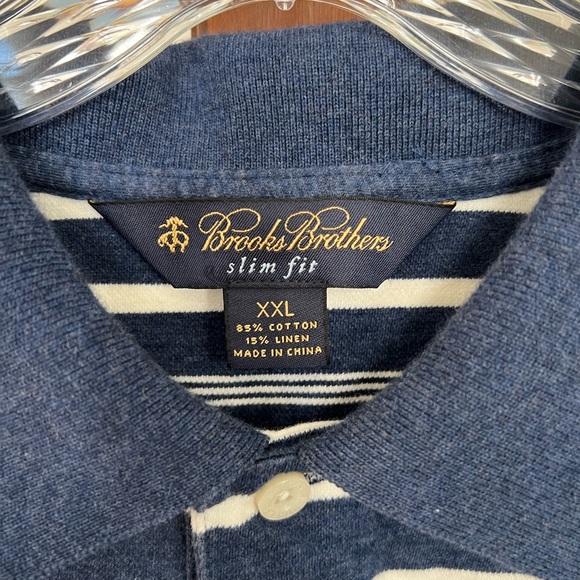 Brooks Brothers
slim fit
XXL
85% COTTON
15% LINEN
MADE IN CHINA